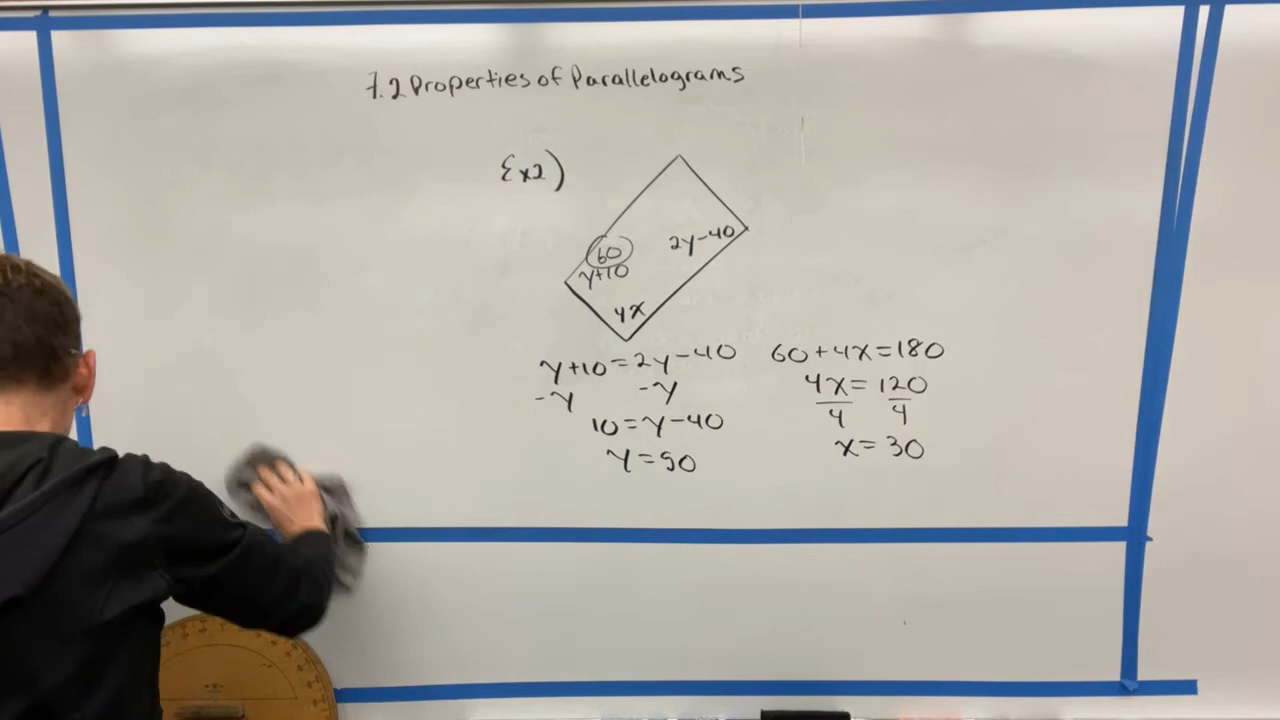 7.2 Properties of Parallelograms
Ex2)
60
y+10
2y-40
4x
y+10=2y-40
-y -y
10=y-40
y=50
60+4x=180
4x=120
4 4
x=30